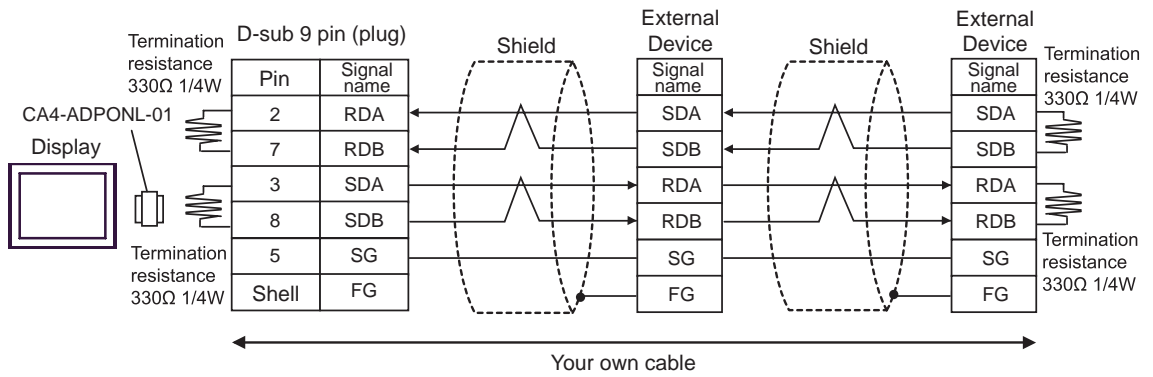 Termination
resistance
330Ω 1/4W
CA4-ADPONL-01
Display
Termination
resistance
330Ω 1/4W
D-sub 9 pin (plug)
Pin Signal name
2 RDA
7 RDB
3 SDA
8 SDB
5 SG
Shell FG
Shield
External
Device
Signal
name
SDA
SDB
RDA
RDB
SG
FG
Shield
External
Device
Signal
name
SDA
SDB
RDA
RDB
SG
FG
Termination
resistance
330Ω 1/4W
Termination
resistance
330Ω 1/4W
Your own cable